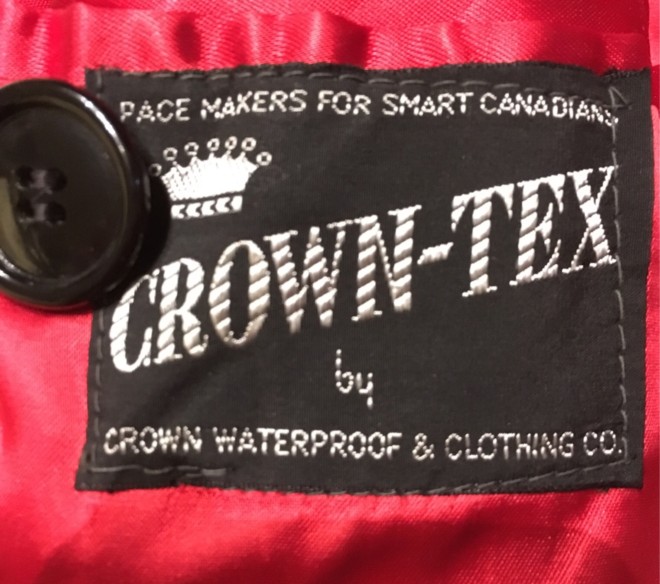 PACE MAKERS FOR SMART CANADIANS
CROWN-TEX
by
CROWN WATERPROOF & CLOTHING CO.